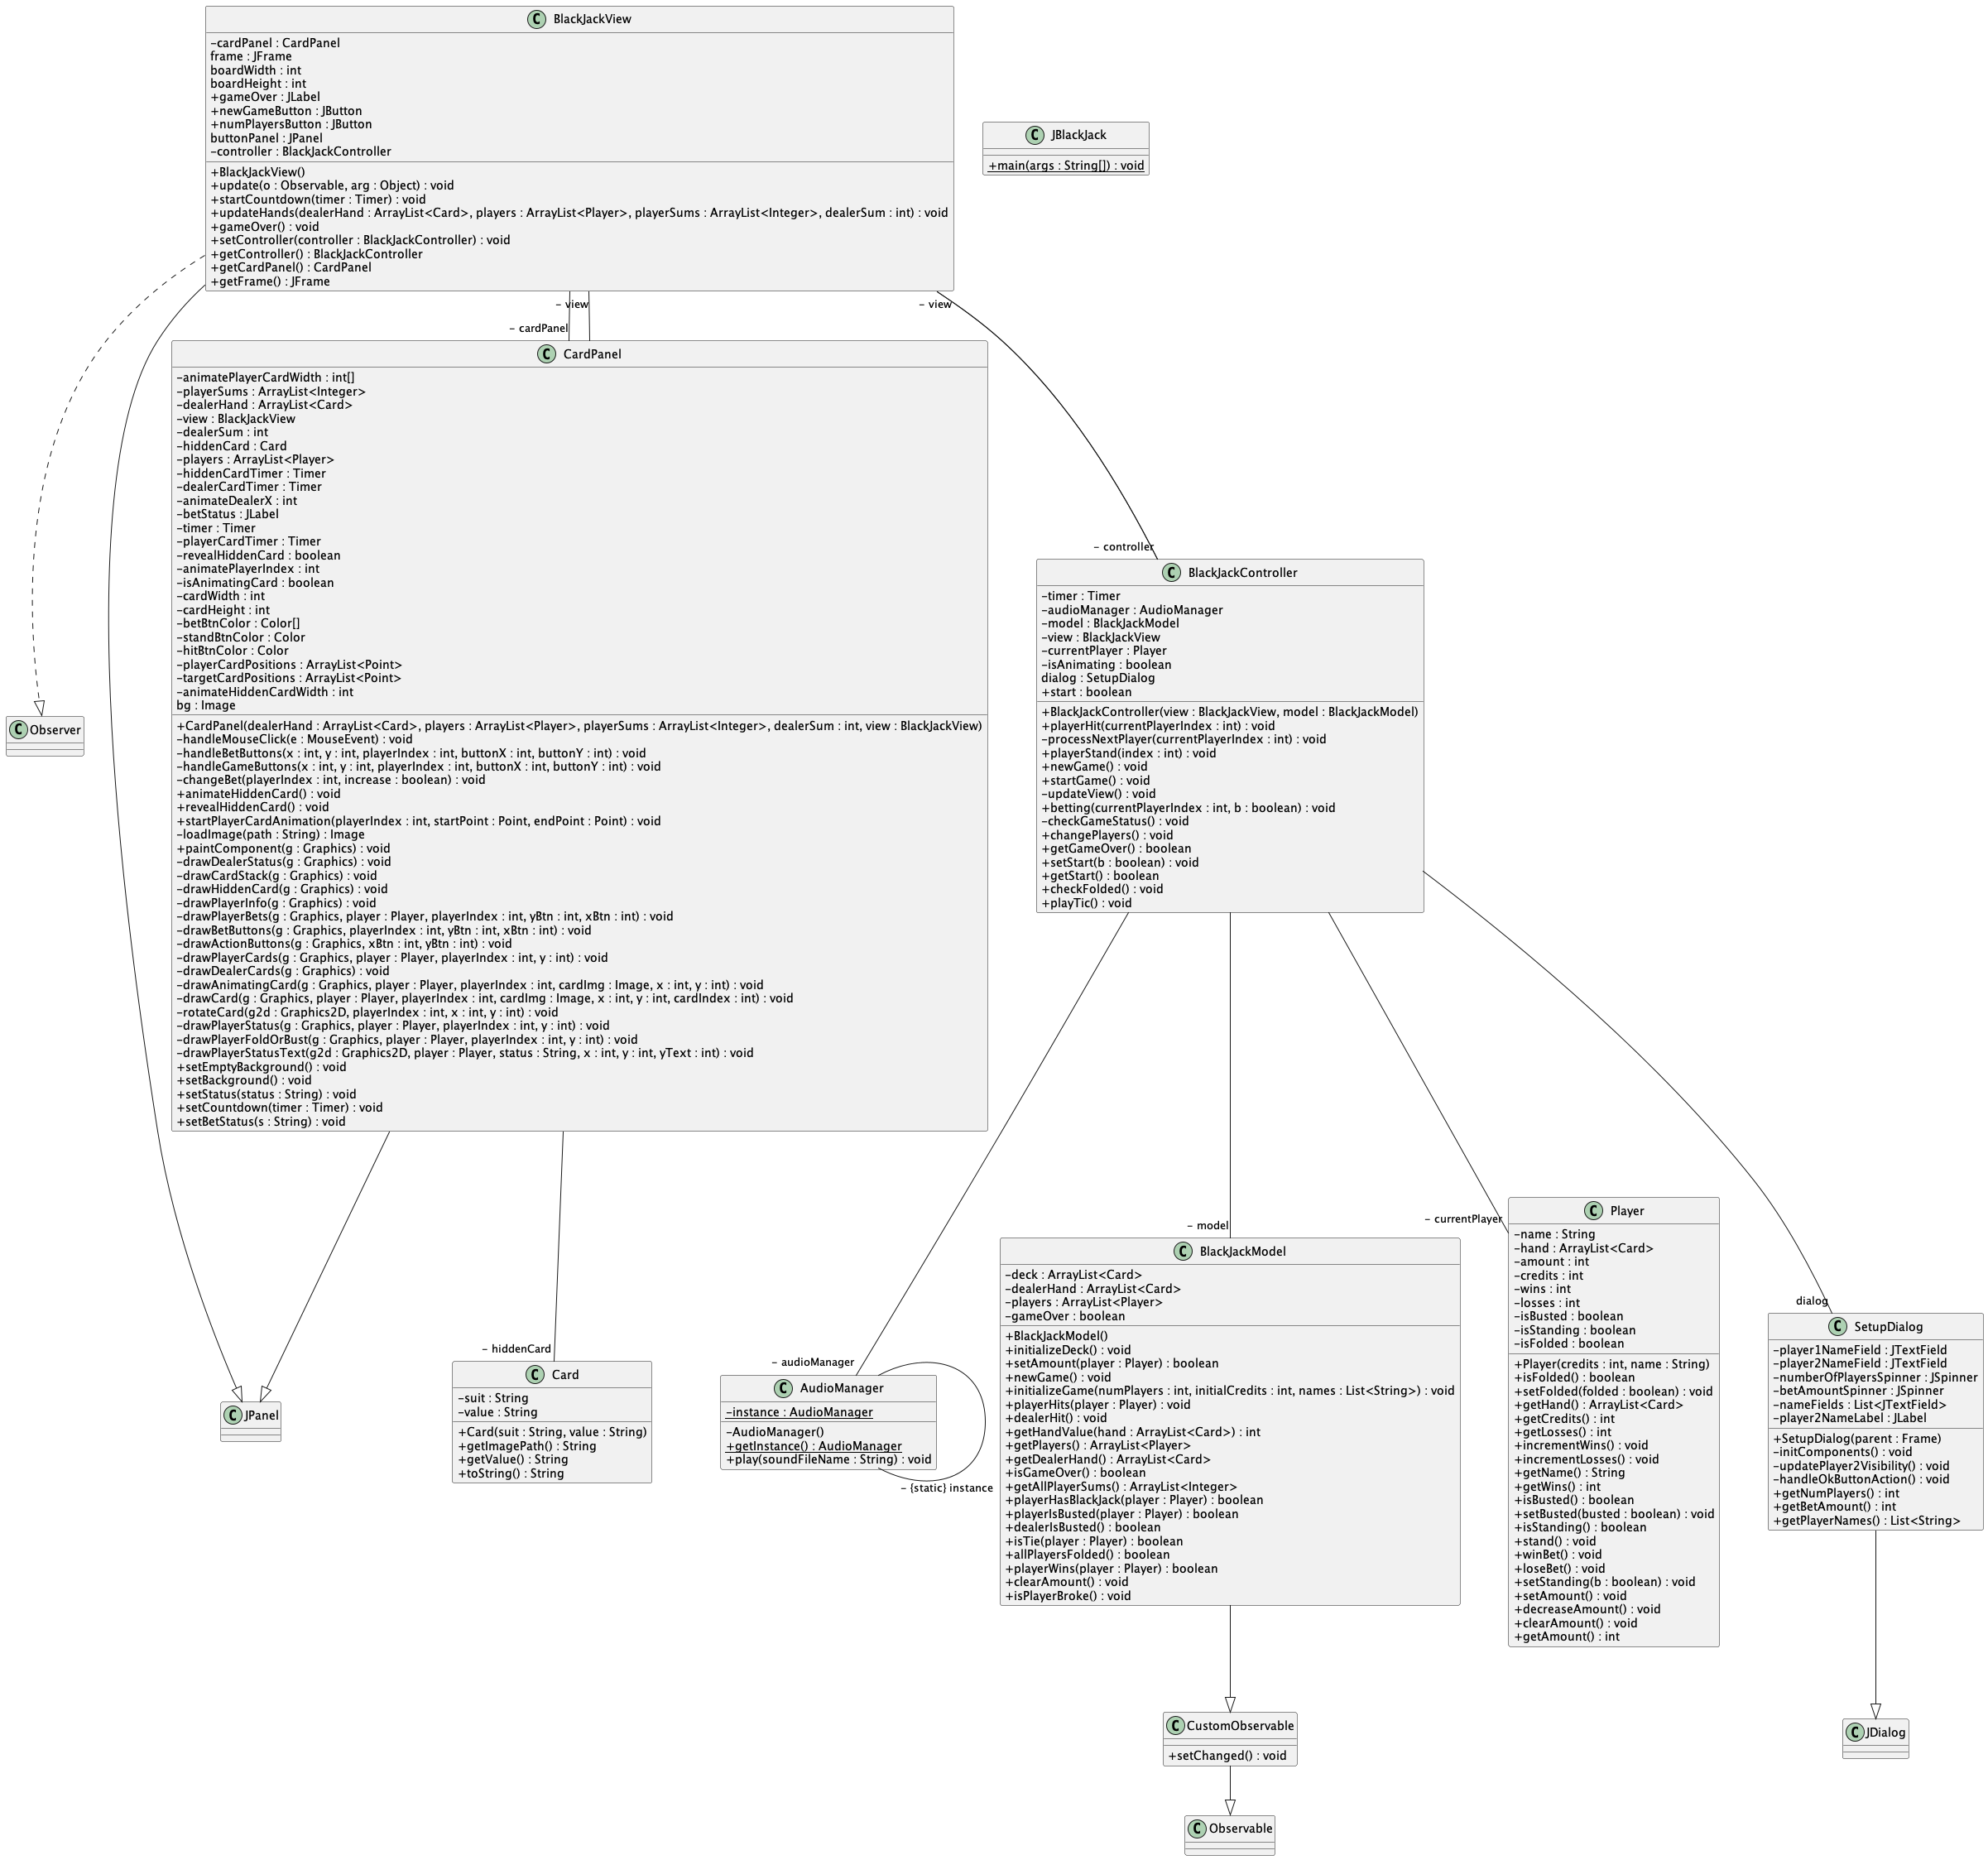 C BlackJackView
-cardPanel : CardPanel
frame : JFrame
boardWidth : int
boardHeight : int
+gameOver : JLabel
+newGameButton : JButton
+numPlayersButton : JButton
buttonPanel : JPanel
-controller : BlackJackController
+BlackJackView()
+update(o : Observable, arg : Object) : void
+startCountdown(timer : Timer) : void
+updateHands(dealerHand : ArrayList<Card>, players : ArrayList<Player>, playerSums : ArrayList<Integer>, dealerSum : int) : void
+gameOver() : void
+setController(controller : BlackJackController) : void
+getController() : BlackJackController
+getCardPanel() : CardPanel
+getFrame() : JFrame
C JBlackJack
+main(args : String[]) : void
- view
- cardPanel
- view
C CardPanel
-animatePlayerCardWidth : int[]
-playerSums : ArrayList<Integer>
-dealerHand : ArrayList<Card>
-view : BlackJackView
-dealerSum : int
-hiddenCard : Card
-players : ArrayList<Player>
-hiddenCardTimer : Timer
-dealerCardTimer : Timer
-animateDealerX : int
-betStatus : JLabel
-timer : Timer
-playerCardTimer : Timer
-revealHiddenCard : boolean
-animatePlayerIndex : int
-isAnimatingCard : boolean
-cardWidth : int
-cardHeight : int
-betBtnColor : Color[]
-standBtnColor : Color
-hitBtnColor : Color
-playerCardPositions : ArrayList<Point>
-targetCardPositions : ArrayList<Point>
-animateHiddenCardWidth : int
bg : Image
+CardPanel(dealerHand : ArrayList<Card>, players : ArrayList<Player>, playerSums : ArrayList<Integer>, dealerSum : int, view : BlackJackView)
-handleMouseClick(e : MouseEvent) : void
-handleBetButtons(x : int, y : int, playerIndex : int, buttonX : int, buttonY : int) : void
-handleGameButtons(x : int, y : int, playerIndex : int, buttonX : int, buttonY : int) : void
-changeBet(playerIndex : int, increase : boolean) : void
+animateHiddenCard() : void
+revealHiddenCard() : void
+startPlayerCardAnimation(playerIndex : int, startPoint : Point, endPoint : Point) : void
-loadImage(path : String) : Image
+paintComponent(g : Graphics) : void
-drawDealerStatus(g : Graphics) : void
-drawCardStack(g : Graphics) : void
-drawHiddenCard(g : Graphics) : void
-drawPlayerInfo(g : Graphics) : void
-drawPlayerBets(g : Graphics, player : Player, playerIndex : int, yBtn : int, xBtn : int) : void
-drawBetButtons(g : Graphics, playerIndex : int, yBtn : int, xBtn : int) : void
-drawActionButtons(g : Graphics, xBtn : int, yBtn : int) : void
-drawPlayerCards(g : Graphics, player : Player, playerIndex : int, y : int) : void
-drawDealerCards(g : Graphics) : void
-drawAnimatingCard(g : Graphics, player : Player, playerIndex : int, cardImg : Image, x : int, y : int) : void
-drawCard(g : Graphics, player : Player, playerIndex : int, cardImg : Image, x : int, y : int, cardIndex : int) : void
-rotateCard(g2d : Graphics2D, playerIndex : int, x : int, y : int) : void
-drawPlayerStatus(g : Graphics, player : Player, playerIndex : int, y : int) : void
-drawPlayerFoldOrBust(g : Graphics, player : Player, playerIndex : int, y : int) : void
-drawPlayerStatusText(g2d : Graphics2D, player : Player, status : String, x : int, y : int, yText : int) : void
+setEmptyBackground() : void
+setBackground() : void
+setStatus(status : String) : void
+setCountdown(timer : Timer) : void
+setBetStatus(s : String) : void
- controller
C BlackJackController
-timer : Timer
-audioManager : AudioManager
-model : BlackJackModel
-view : BlackJackView
-currentPlayer : Player
-isAnimating : boolean
dialog : SetupDialog
+start : boolean
+BlackJackController(view : BlackJackView, model : BlackJackModel)
+playerHit(currentPlayerIndex : int) : void
-processNextPlayer(currentPlayerIndex : int) : void
+playerStand(index : int) : void
+newGame() : void
+startGame() : void
-updateView() : void
+betting(currentPlayerIndex : int, b : boolean) : void
-checkGameStatus() : void
+changePlayers() : void
+getGameOver() : boolean
+setStart(b : boolean) : void
+getStart() : boolean
+checkFolded() : void
+playTic() : void
C Observer
- hiddenCard
- audioManager
- model
- currentPlayer
dialog
C JPanel
C Card
-suit : String
-value : String
+Card(suit : String, value : String)
+getImagePath() : String
+getValue() : String
+toString() : String
C AudioManager
-instance : AudioManager
-AudioManager()
+getInstance() : AudioManager
+play(soundFileName : String) : void
- {static} instance
C BlackJackModel
-deck : ArrayList<Card>
-dealerHand : ArrayList<Card>
-players : ArrayList<Player>
-gameOver : boolean
+BlackJackModel()
+initializeDeck() : void
+setAmount(player : Player) : boolean
+newGame() : void
+initializeGame(numPlayers : int, initialCredits : int, names : List<String>) : void
+playerHits(player : Player) : void
+dealerHit() : void
+getHandValue(hand : ArrayList<Card>) : int
+getPlayers() : ArrayList<Player>
+getDealerHand() : ArrayList<Card>
+isGameOver() : boolean
+getAllPlayerSums() : ArrayList<Integer>
+playerHasBlackJack(player : Player) : boolean
+playerIsBusted(player : Player) : boolean
+dealerIsBusted() : boolean
+isTie(player : Player) : boolean
+allPlayersFolded() : boolean
+playerWins(player : Player) : boolean
+clearAmount() : void
+isPlayerBroke() : void
C Player
-name : String
-hand : ArrayList<Card>
-amount : int
-credits : int
-wins : int
-losses : int
-isBusted : boolean
-isStanding : boolean
-isFolded : boolean
+Player(credits : int, name : String)
+isFolded() : boolean
+setFolded(folded : boolean) : void
+getHand() : ArrayList<Card>
+getCredits() : int
+getLosses() : int
+incrementWins() : void
+incrementLosses() : void
+getName() : String
+getWins() : int
+isBusted() : boolean
+setBusted(busted : boolean) : void
+isStanding() : boolean
+stand() : void
+winBet() : void
+loseBet() : void
+setStanding(b : boolean) : void
+setAmount() : void
+decreaseAmount() : void
+clearAmount() : void
+getAmount() : int
C SetupDialog
-player1NameField : JTextField
-player2NameField : JTextField
-numberOfPlayersSpinner : JSpinner
-betAmountSpinner : JSpinner
-nameFields : List<JTextField>
-player2NameLabel : JLabel
+SetupDialog(parent : Frame)
-initComponents() : void
-updatePlayer2Visibility() : void
-handleOkButtonAction() : void
+getNumPlayers() : int
+getBetAmount() : int
+getPlayerNames() : List<String>
C CustomObservable
+setChanged() : void
C JDialog
C Observable